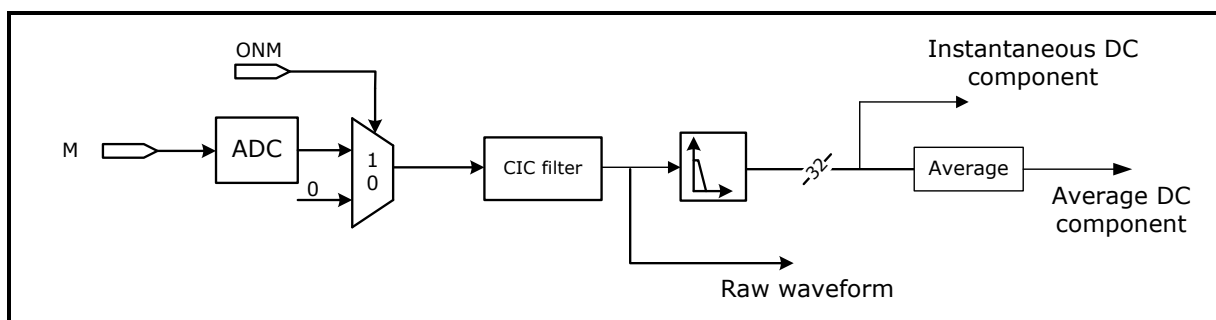 ONM
Instantaneous DC
component
M
ADC
1
0
0
CIC filter
32
Average
Average DC
component
Raw waveform